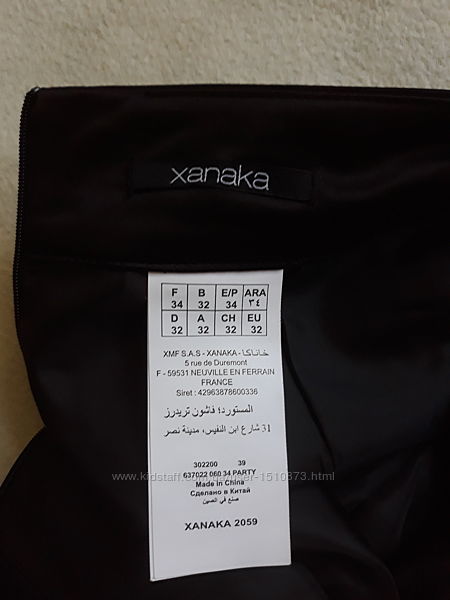 xanaka
F B E/P ARA
34 32 34 ٣٤
D A CH EU
32 32 32 32
XMF S.A.S - XANAKA - خاناكا
5 rue de Duremont
F - 59531 NEUVILLE EN FERRAIN
FRANCE
Siret : 42963878600336
المستورد؛ فاشون تريدرز
31 شارع ابن النفيس، مدينة نصر
302200 39
637022 060 34 PARTY
Made in China
Сделано в Китай
صنع في الصين
XANAKA 2059